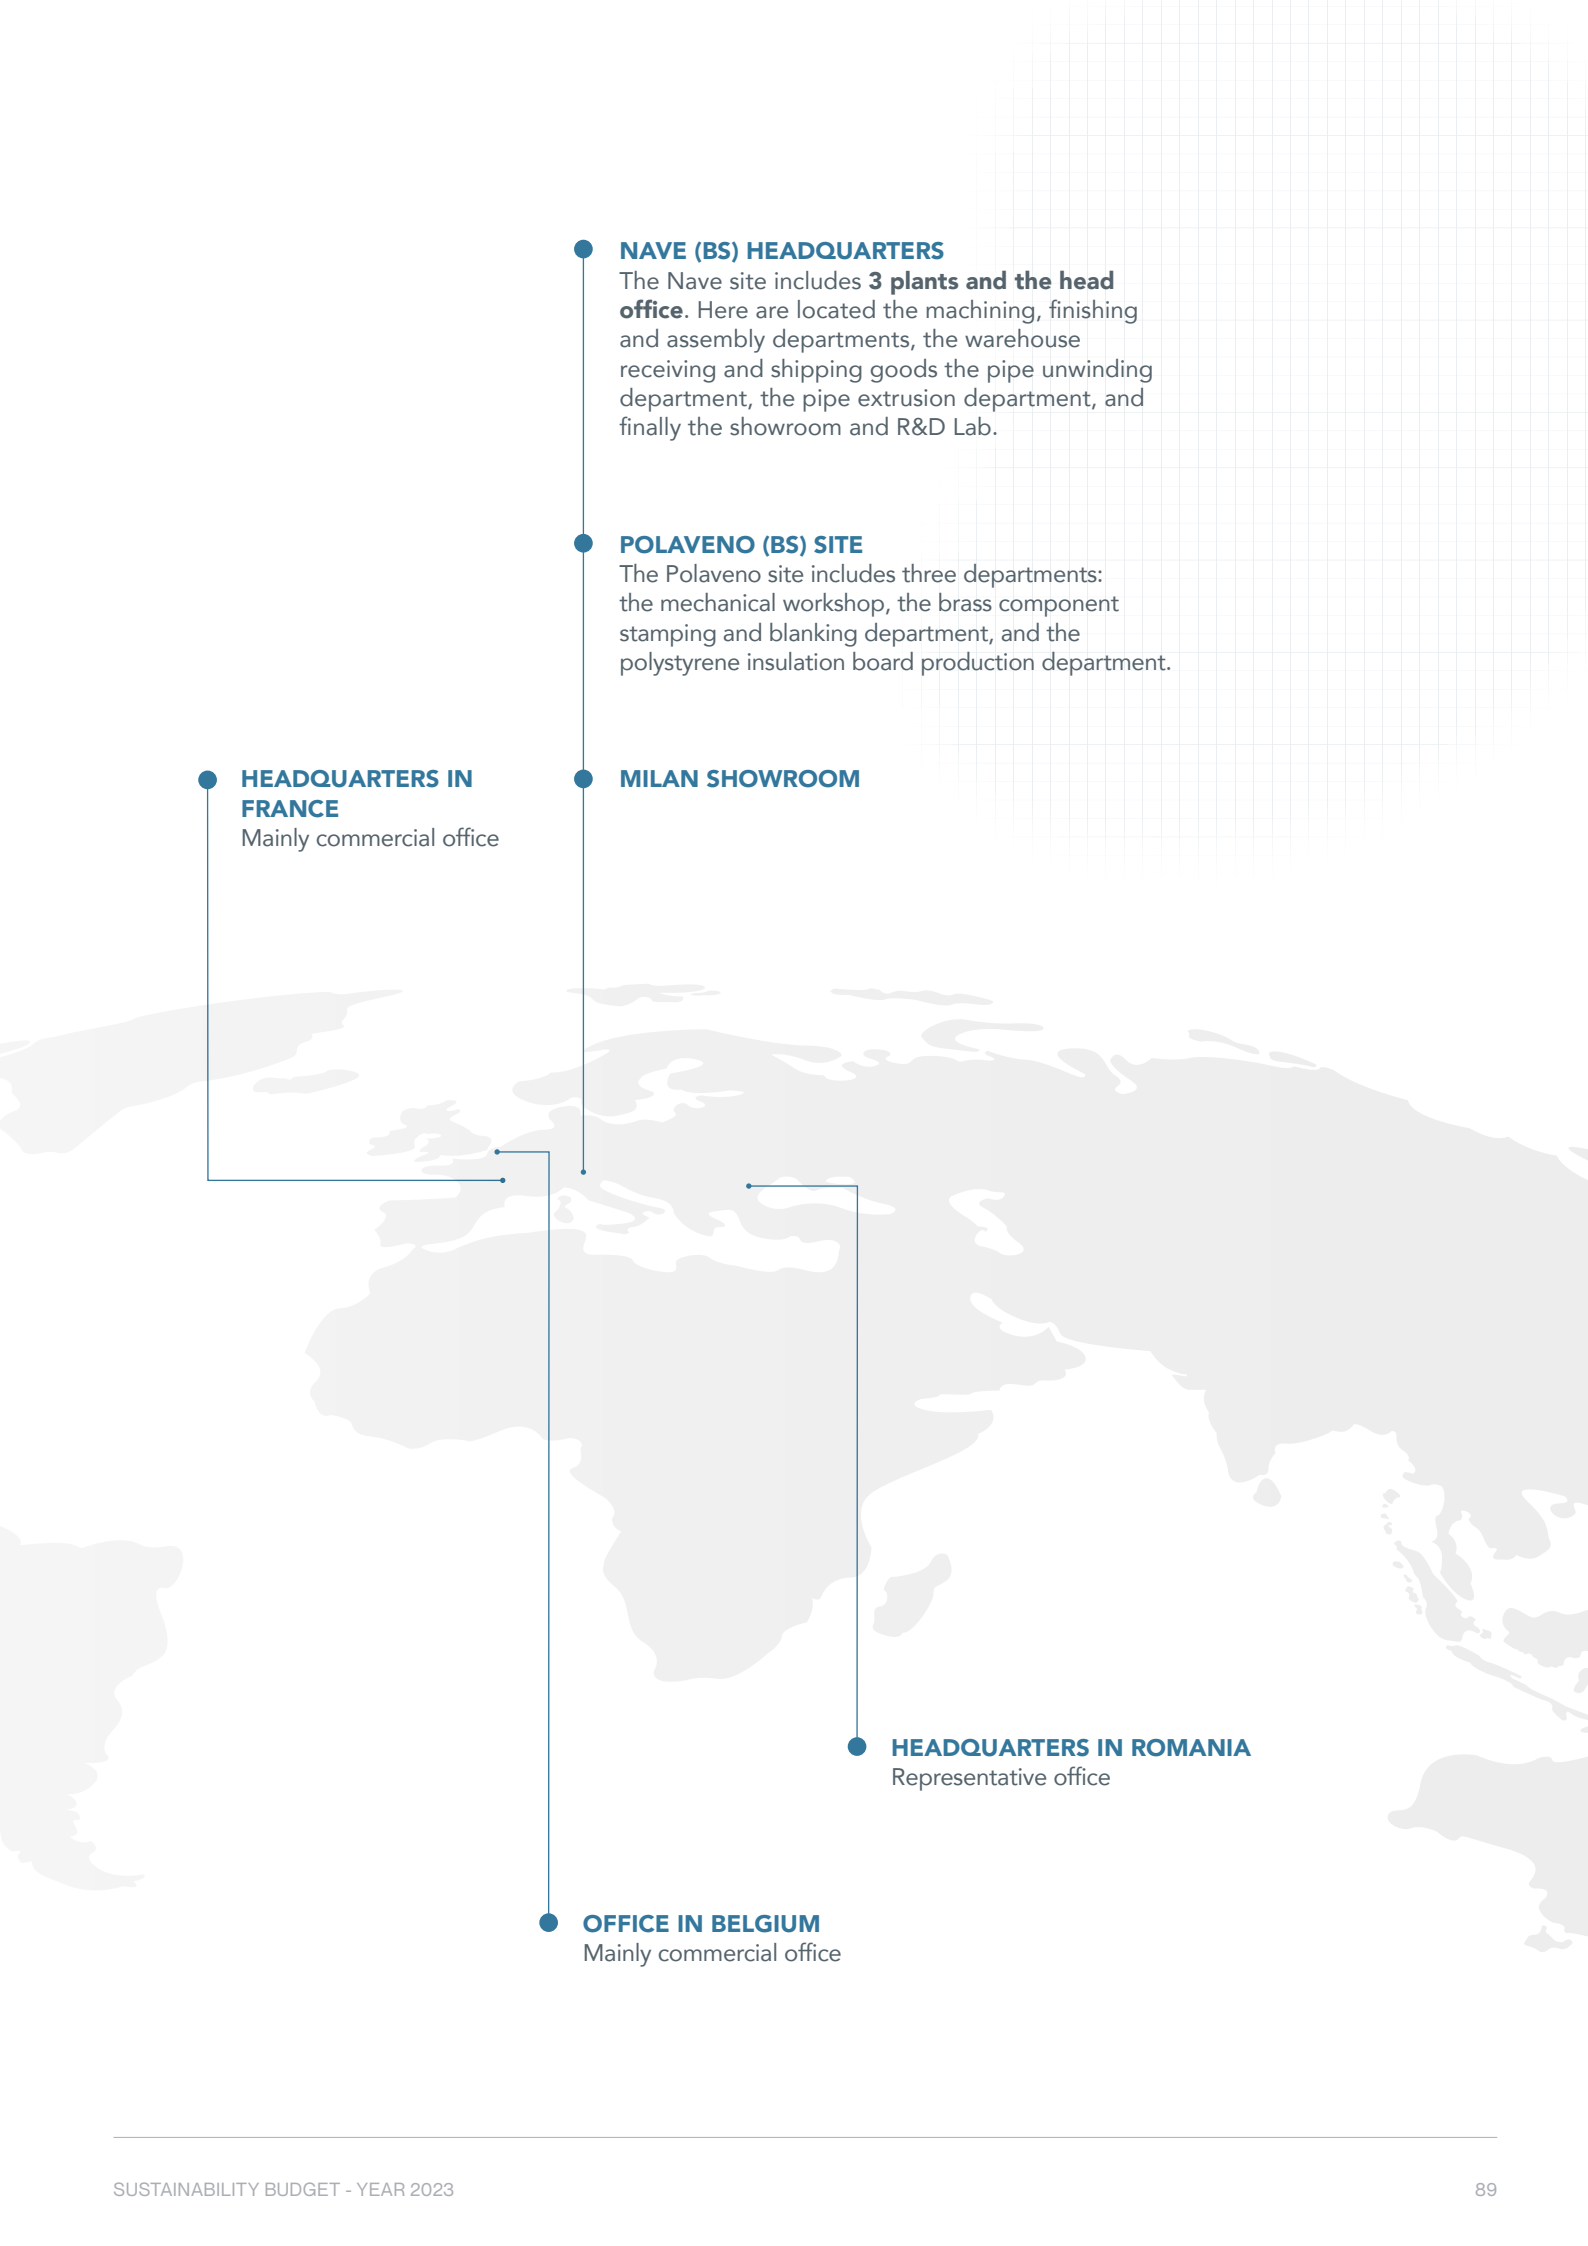 NAVE (BS) HEADQUARTERS
The Nave site includes 3 plants and the head
office. Here are located the machining, finishing
and assembly departments, the warehouse
receiving and shipping goods the pipe unwinding
department, the pipe extrusion department, and
finally the showroom and R&D Lab.
POLAVENO (BS) SITE
The Polaveno site includes three departments:
the mechanical workshop, the brass component
stamping and blanking department, and the
polystyrene insulation board production department.
HEADQUARTERS IN
FRANCE
Mainly commercial office
MILAN SHOWROOM
HEADQUARTERS IN ROMANIA
Representative office
OFFICE IN BELGIUM
Mainly commercial office
SUSTAINABILITY BUDGET - YEAR 2023
89